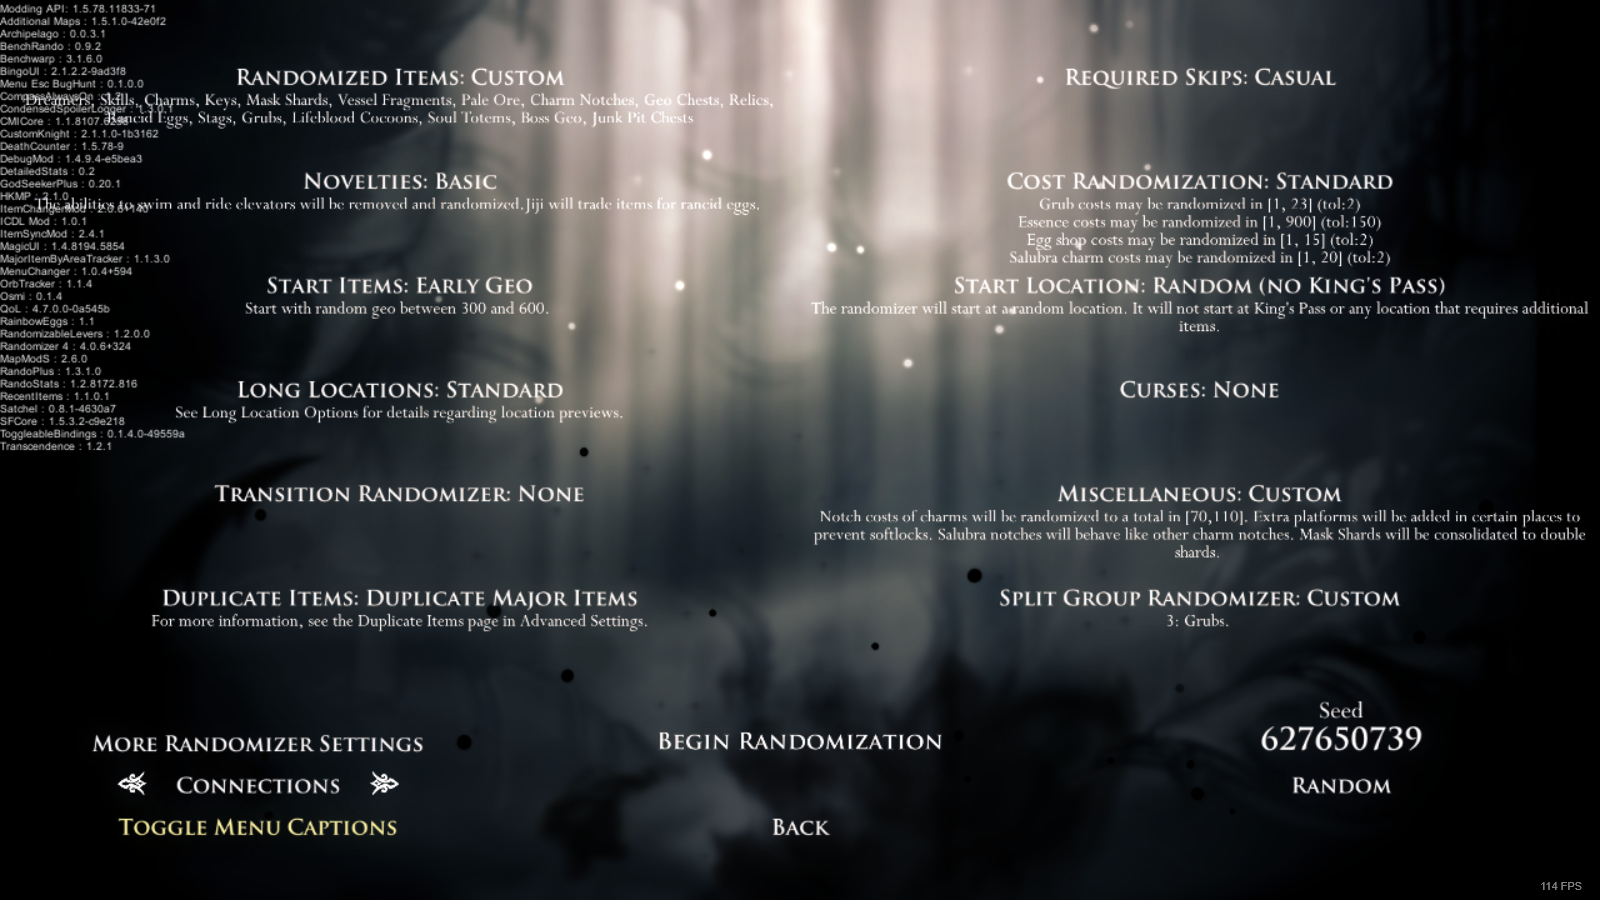 Modding API: 1.5.78.11833-71
Additional Maps : 1.5.1.0-42e0f2
Archipelago : 0.0.3.1
BenchRando : 0.9.2
Benchwarp : 3.1.6.0
BingoUI : 2.1.2.2-9ad3f8
Menu Esc BugHunt : 0.1.0.0
CustomKnight : 2.1.1.0-1b3162
DeathCounter : 1.5.78-9
DebugMod : 1.4.9.4-e5bea3
DetailedStats : 0.2
GodSeekerPlus : 0.20.1
HKMP : 2.1.0
ICDL Mod : 1.0.1
ItemSyncMod : 2.4.1
MagicUI : 1.4.8194.5854
MajorItemByAreaTracker : 1.1.3.0
MenuChanger : 1.0.4+594
OrbTracker : 1.1.4
Osmi : 0.1.4
QoL : 4.7.0.0-0a545b
RainbowEggs : 1.1
RandomizableLevers : 1.2.0.0
Randomizer 4 : 4.0.6+324
MapModS : 2.6.0
RandoPlus : 1.3.1.0
RandoStats : 1.2.8172.816
RecentItems : 1.1.0.1
Satchel : 0.8.1-4630a7
SFCore : 1.5.3.2-c9e218
ToggleableBindings : 0.1.4.0-49559a
Transcendence : 1.2.1
Randomized Items: Custom
Dreamers, Skills, Charms, Keys, Mask Shards, Vessel Fragments, Pale Ore, Charm Notches, Geo Chests, Relics,
Rancid Eggs, Stags, Grubs, Lifeblood Cocoons, Soul Totems, Boss Geo, Junk Pit Chests
Required Skips: Casual
Novelties: Basic
The abilities to swim and ride elevators will be removed and randomized.Jiji will trade items for rancid eggs.
Cost Randomization: Standard
Grub costs may be randomized in [1, 23] (tol:2)
Essence costs may be randomized in [1, 900] (tol:150)
Egg shop costs may be randomized in [1, 15] (tol:2)
Salubra charm costs may be randomized in [1, 20] (tol:2)
Start Items: Early Geo
Start with random geo between 300 and 600.
Start Location: Random (no King's Pass)
The randomizer will start at a random location. It will not start at King's Pass or any location that requires additional
items.
Long Locations: Standard
See Long Location Options for details regarding location previews.
Curses: None
Transition Randomizer: None
Miscellaneous: Custom
Notch costs of charms will be randomized to a total in [70,110]. Extra platforms will be added in certain places to
prevent softlocks. Salubra notches will behave like other charm notches. Mask Shards will be consolidated to double
shards.
Duplicate Items: Duplicate Major Items
For more information, see the Duplicate Items page in Advanced Settings.
Split Group Randomizer: Custom
3: Grubs.
More Randomizer Settings
Connections
Toggle Menu Captions
Begin Randomization
Back
Seed
627650739
Random
114 FPS